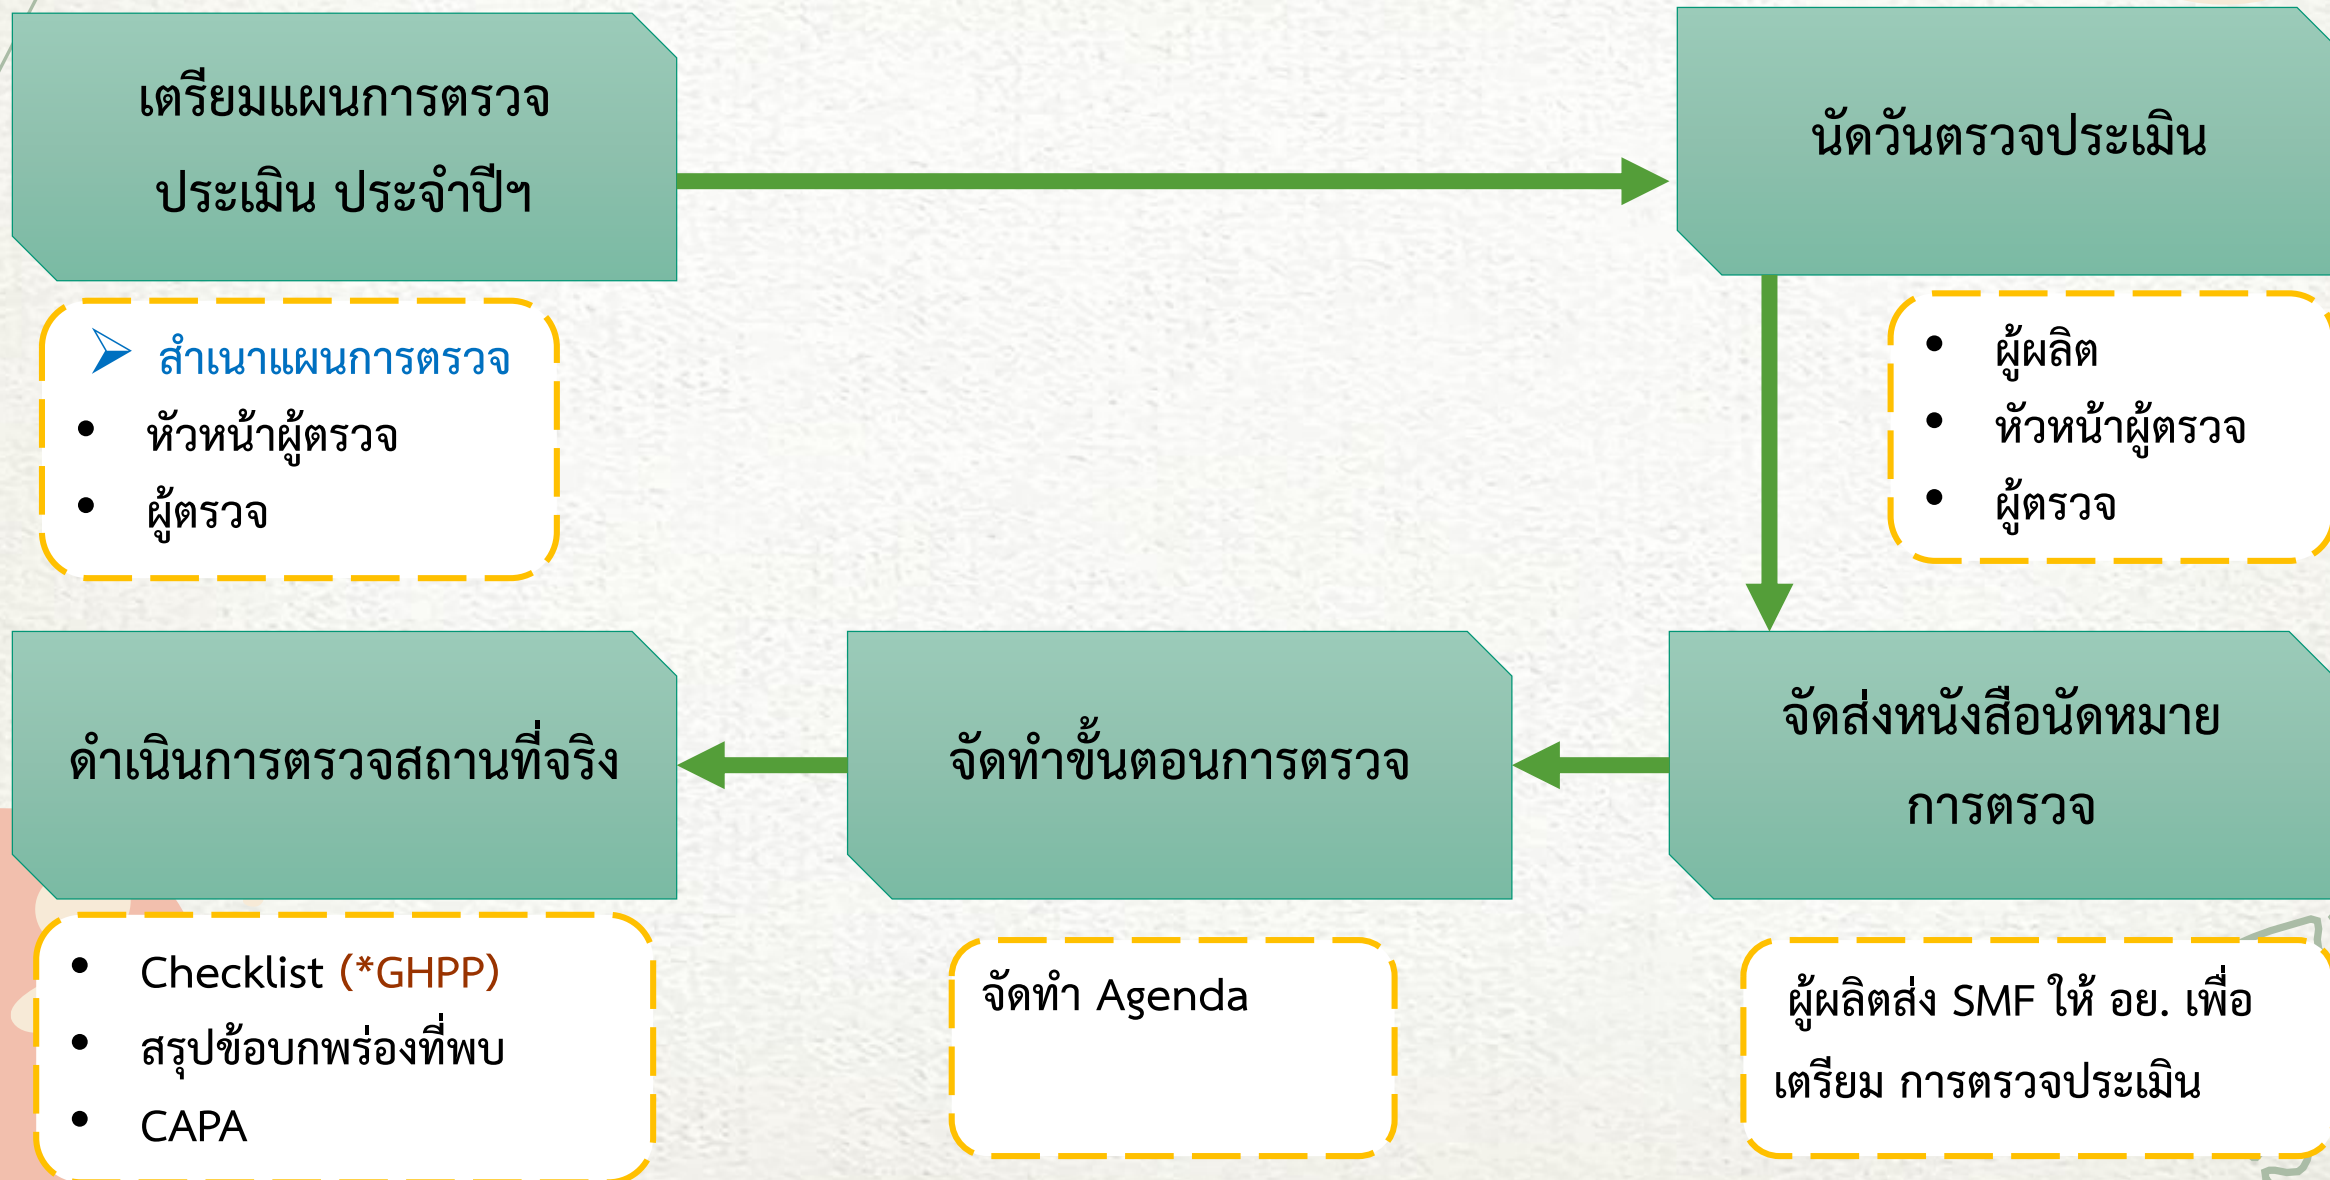 เตรียมแผนการตรวจ
ประเมิน ประจำปีฯ
สำเนาแผนการตรวจ
• หัวหน้าผู้ตรวจ
• ผู้ตรวจ
นัดวันตรวจประเมิน
• ผู้ผลิต
• หัวหน้าผู้ตรวจ
• ผู้ตรวจ
จัดส่งหนังสือนัดหมาย
การตรวจ
ผู้ผลิตส่ง SMF ให้ อย. เพื่อ
เตรียม การตรวจประเมิน
จัดทำขั้นตอนการตรวจ
จัดทำ Agenda
ดำเนินการตรวจสถานที่จริง
• Checklist (*GHPP)
• สรุปข้อบกพร่องที่พบ
• CAPA